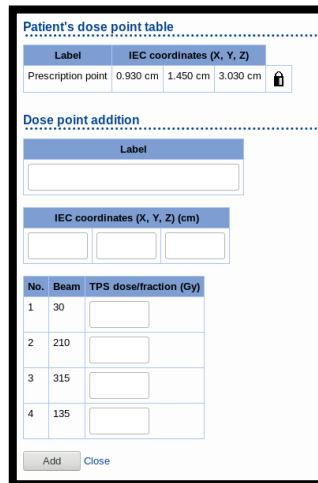 Patient's dose point table
Label IEC coordinates (X, Y, Z)
Prescription point 0.930 cm 1.450 cm 3.030 cm
Dose point addition
Label
IEC coordinates (X, Y, Z) (cm)
No. Beam TPS dose/fraction (Gy)
1 30
2 210
3 315
4 135
Add Close